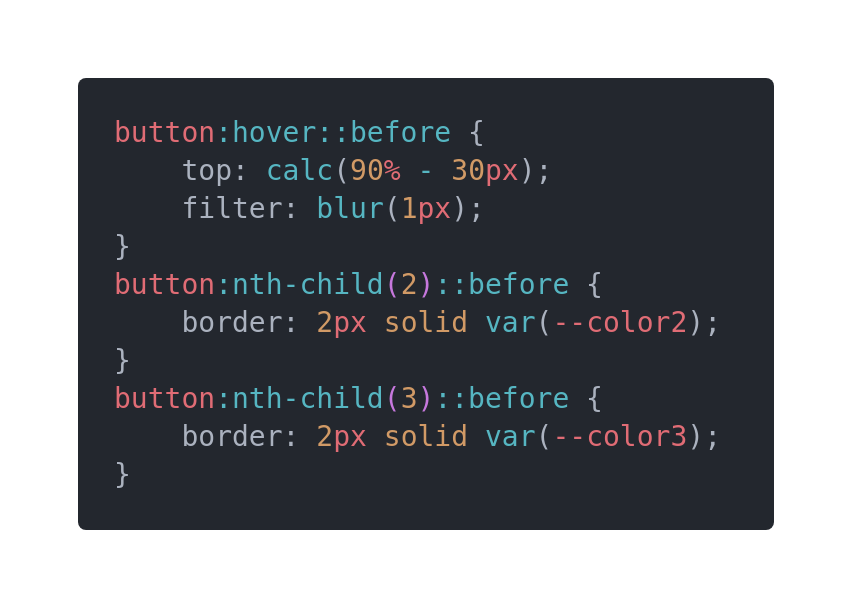 button:hover::before {
    top: calc(90% - 30px);
    filter: blur(1px);
}
button:nth-child(2)::before {
    border: 2px solid var(--color2);
}
button:nth-child(3)::before {
    border: 2px solid var(--color3);
}